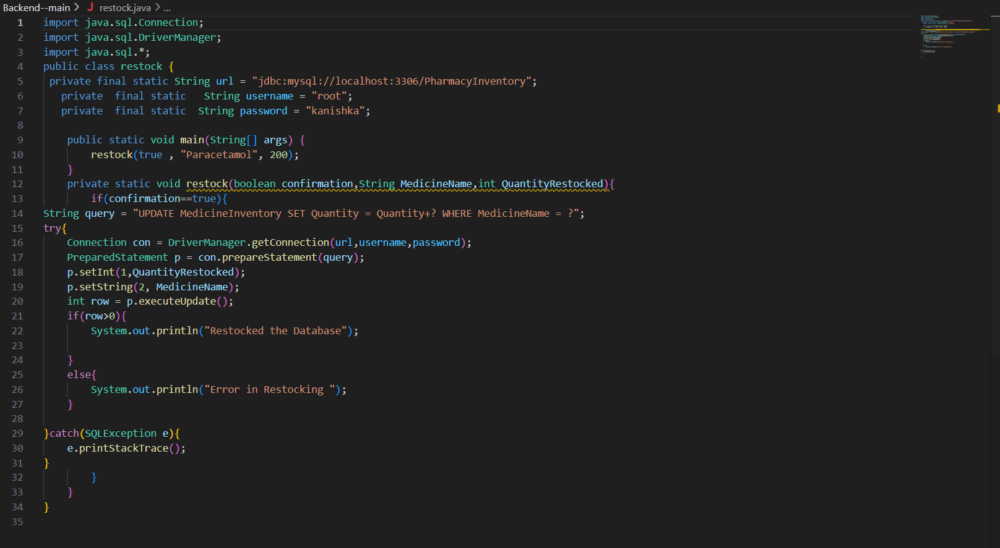 Backend--main > J restock.java > ...
1 import java.sql.Connection;
2 import java.sql.DriverManager;
3 import java.sql.*;
4 public class restock {
5 private final static String url = "jdbc:mysql://localhost:3306/PharmacyInventory";
6 private  final static   String username = "root";
7 private  final static  String password = "kanishka";
8
9 public static void main(String[] args) {
10 restock(true , "Paracetamol", 200);
11 }
12 private static void restock(boolean confirmation,String MedicineName,int QuantityRestocked){
13 if(confirmation==true){
14 String query = "UPDATE MedicineInventory SET Quantity = Quantity+? WHERE MedicineName = ?";
15 try{
16 Connection con = DriverManager.getConnection(url,username,password);
17 PreparedStatement p = con.prepareStatement(query);
18 p.setInt(1,QuantityRestocked);
19 p.setString(2, MedicineName);
20 int row = p.executeUpdate();
21 if(row>0){
22 System.out.println("Restocked the Database");
23
24 }
25 else{
26 System.out.println("Error in Restocking ");
27 }
28
29 }catch(SQLException e){
30 e.printStackTrace();
31 }
32 }
33 }
34 }
35